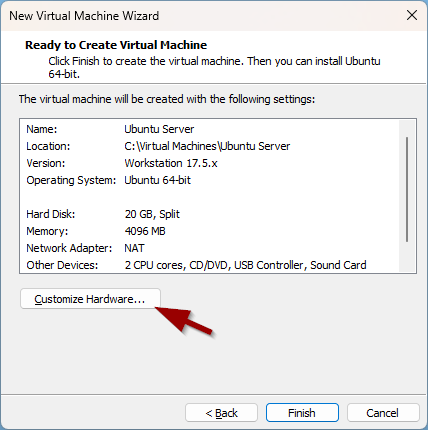 New Virtual Machine Wizard
Ready to Create Virtual Machine
Click Finish to create the virtual machine. Then you can install Ubuntu
64-bit.
The virtual machine will be created with the following settings:
Name: Ubuntu Server
Location: C:\Virtual Machines\Ubuntu Server
Version: Workstation 17.5.x
Operating System: Ubuntu 64-bit
Hard Disk: 20 GB, Split
Memory: 4096 MB
Network Adapter: NAT
Other Devices: 2 CPU cores, CD/DVD, USB Controller, Sound Card
Customize Hardware...
< Back Finish Cancel